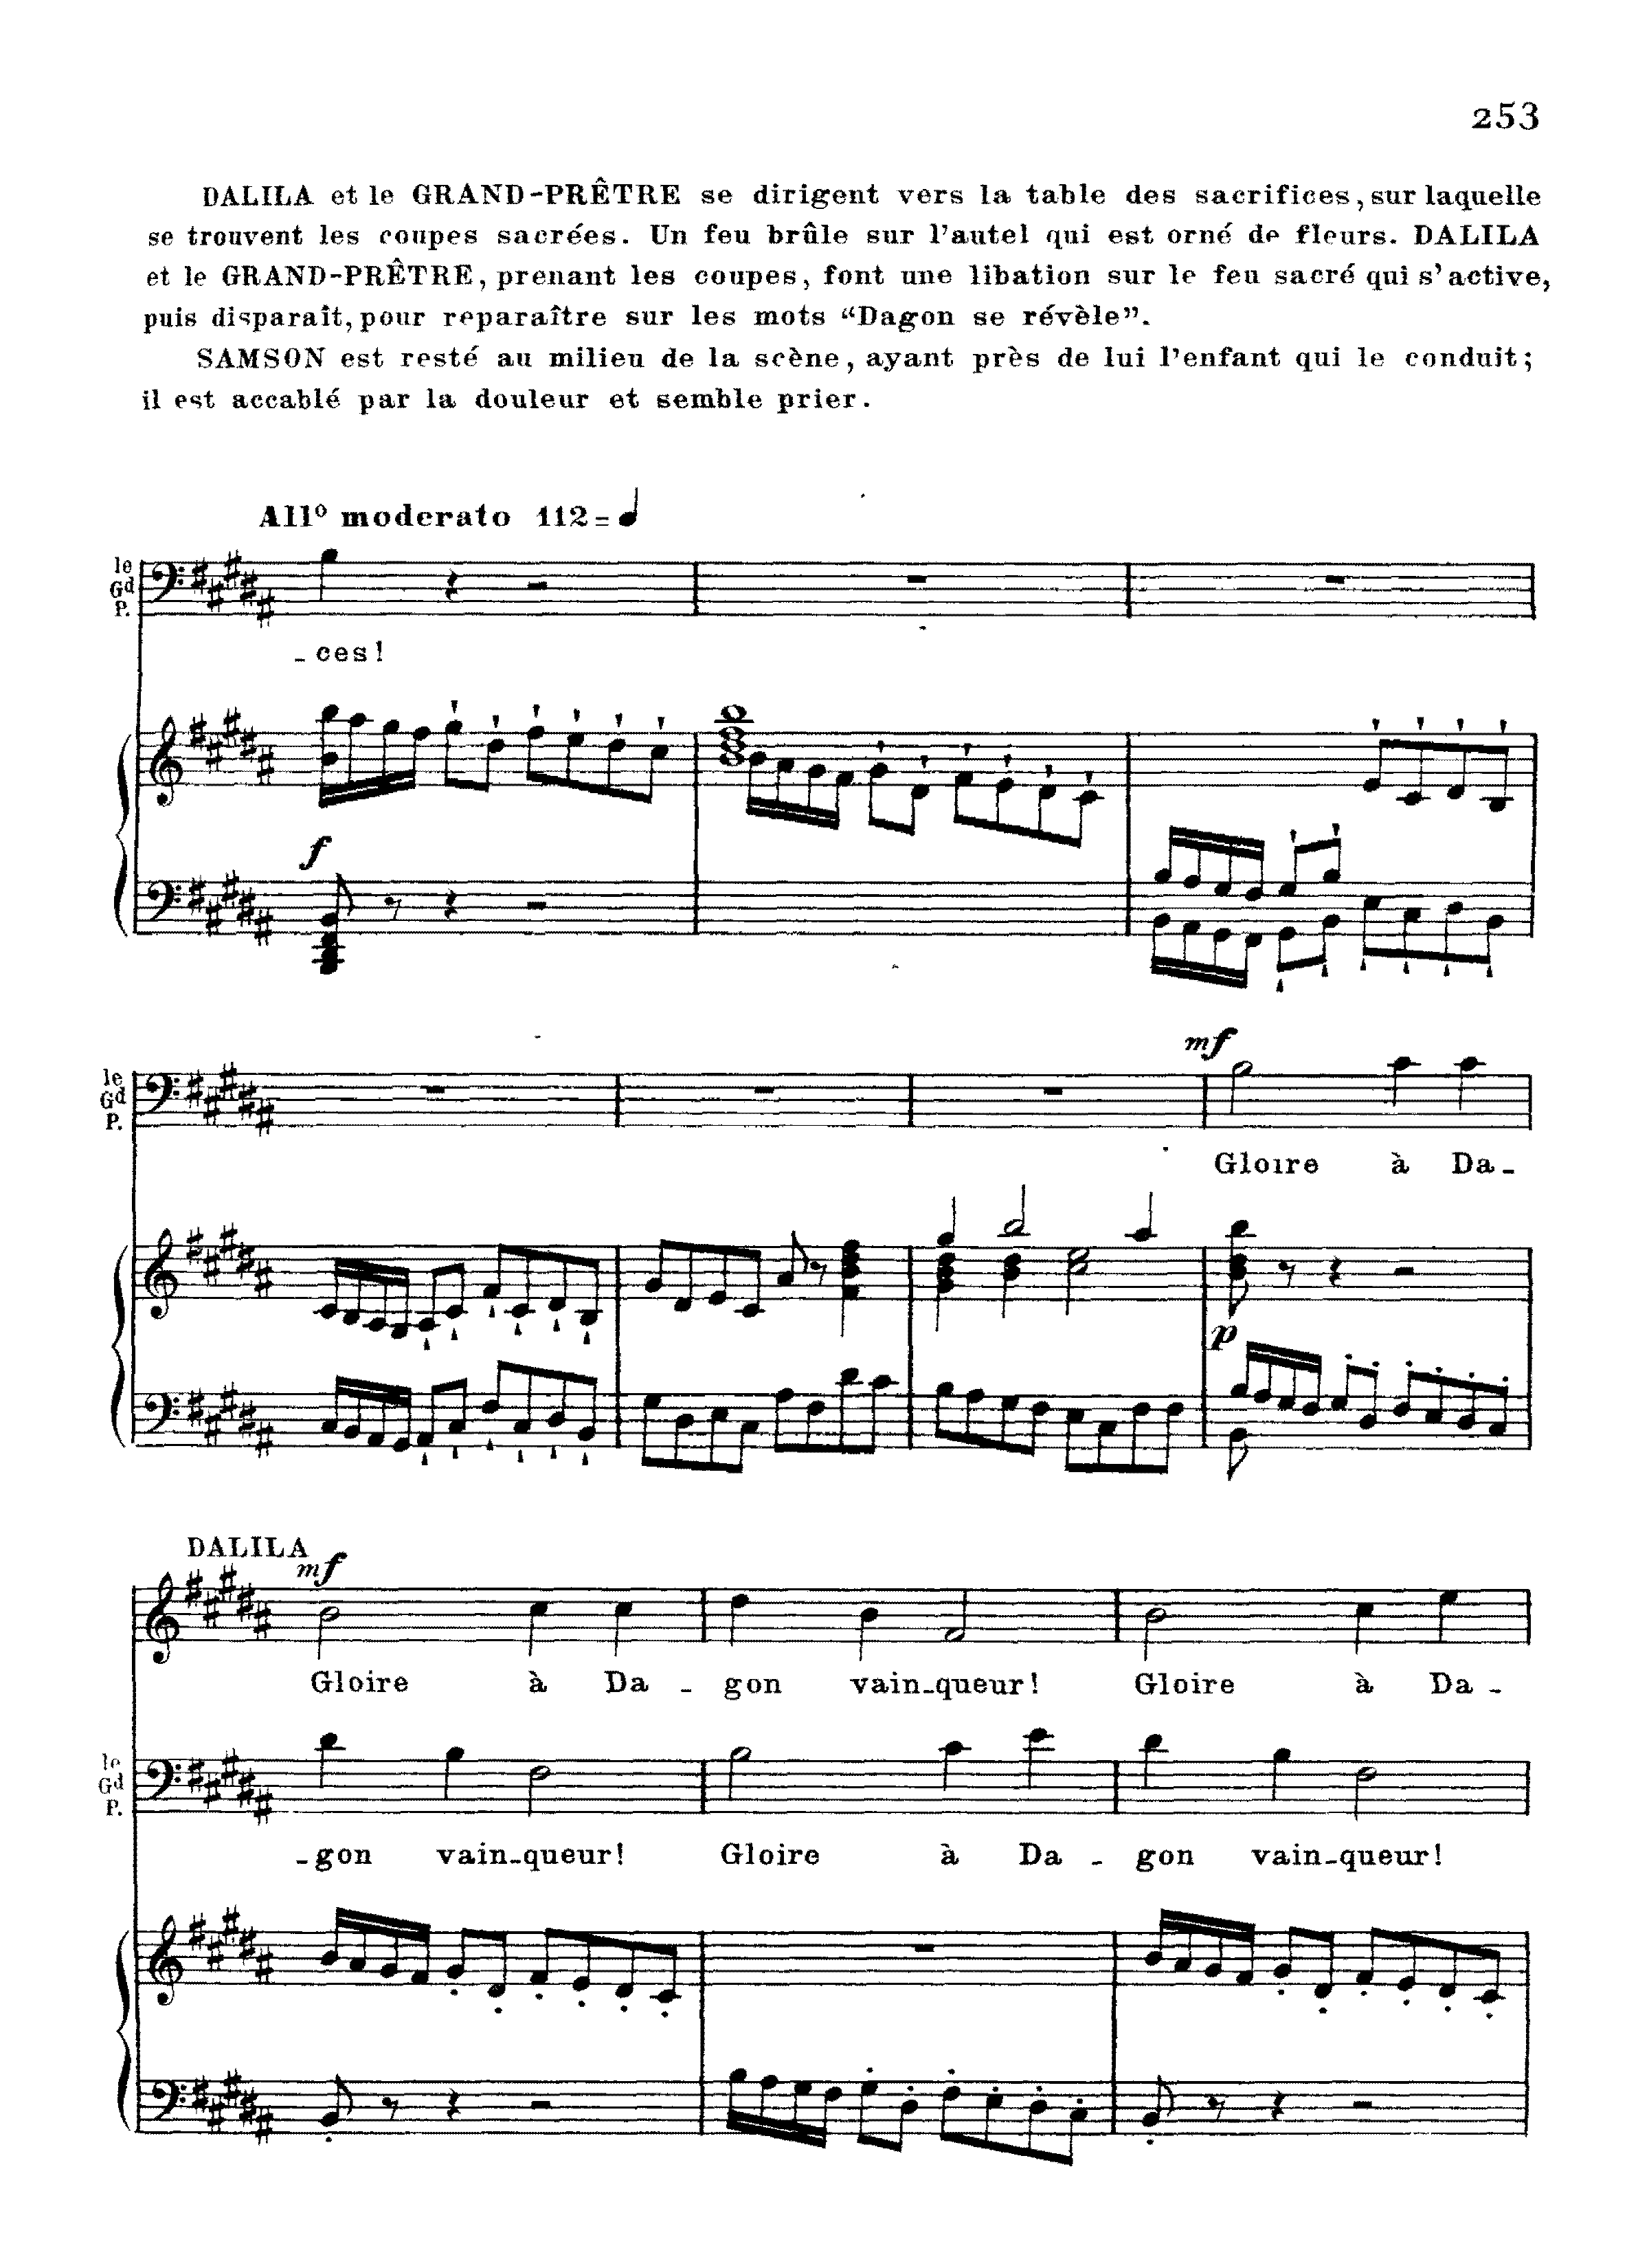 253
DALILA et le GRAND-PRÊTRE se dirigent vers la table des sacrifices, sur laquelle
se trouvent les coupes sacrées. Un feu brûle sur l'autel qui est orné de fleurs. DALILA
et le GRAND-PRÊTRE, prenant les coupes, font une libation sur le feu sacré qui s'active,
puis disparaît, pour reparaître sur les mots “Dagon se révèle”.
SAMSON est resté au milieu de la scène, ayant près de lui l'enfant qui le conduit;
il est accablé par la douleur et semble prier.
All° moderato 112 = ♩
le Gd P.
- ces!
f
mf
le Gd P.
Gloire à Da -
p
DALILA
mf
Gloire à Da - gon vain-queur! Gloire à Da -
le Gd P.
- gon vain-queur! Gloire à Da - gon vain-queur!